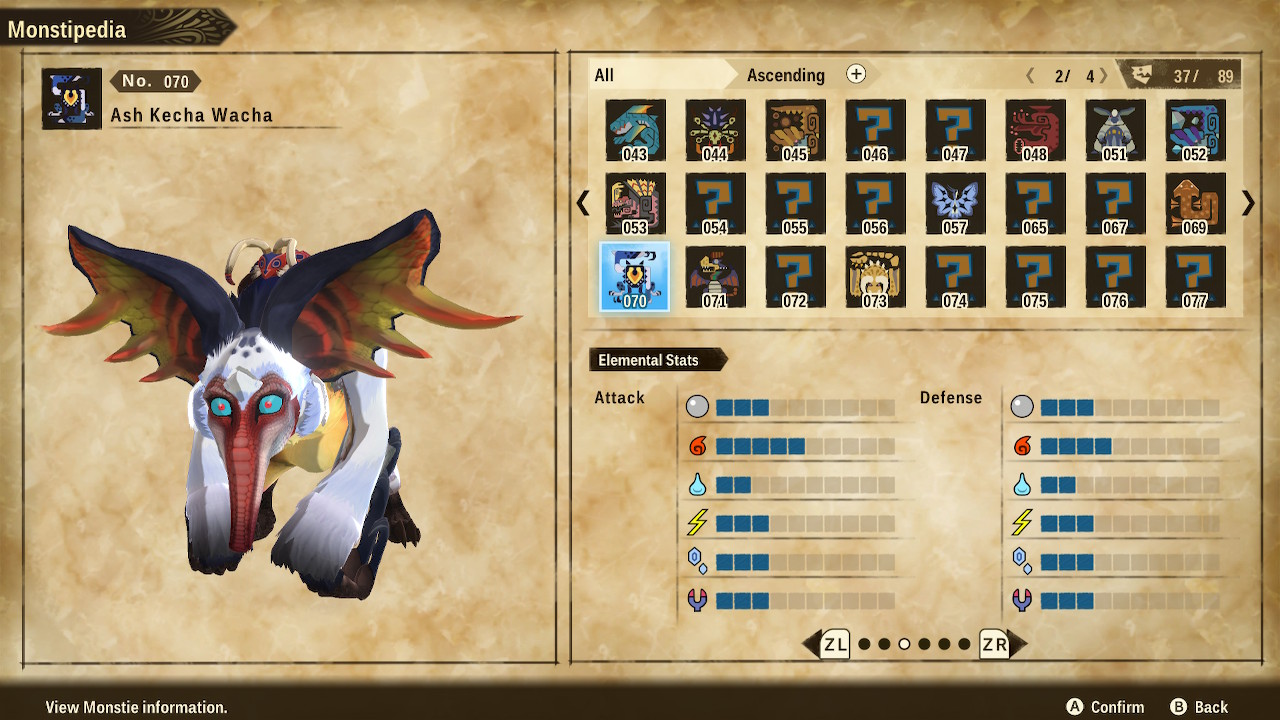 Monstipedia
No. 070
Ash Kecha Wacha
All
Ascending
2/ 4
37/ 89
043 044 045 046 047 048 051 052
053 054 055 056 057 065 067 069
070 071 072 073 074 075 076 077
Elemental Stats
Attack
Defense
ZL
ZR
View Monstie information.
A Confirm
B Back